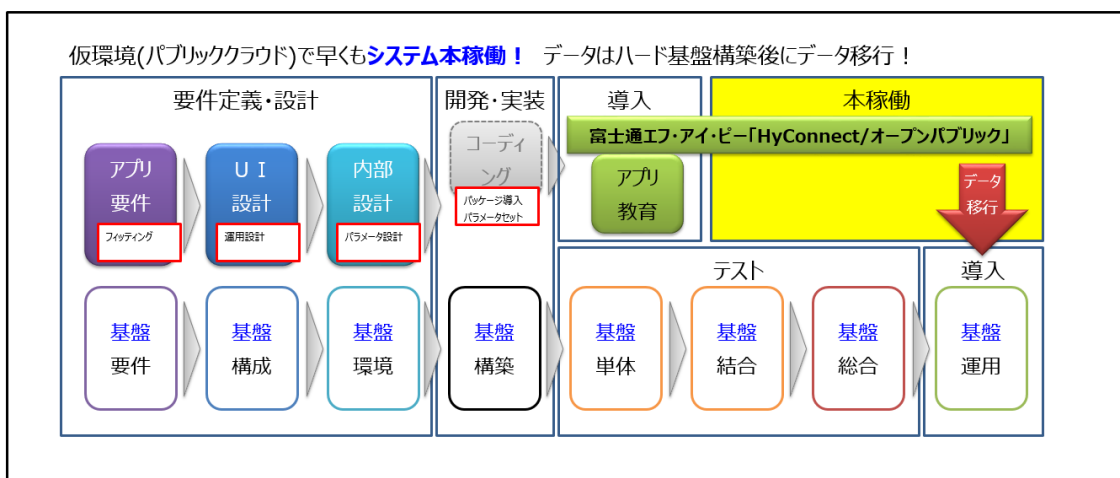 仮環境(パブリッククラウド)で早くもシステム本稼働！ データはハード基盤構築後にデータ移行！
要件定義・設計
開発・実装
導入
本稼働
富士通エフ・アイ・ピー「HyConnect/オープンパブリック」
アプリ
要件
フィッティング
ＵＩ
設計
運用設計
内部
設計
パラメータ設計
コーディ
ング
パッケージ導入
パラメータセット
アプリ
教育
データ
移行
テスト
導入
基盤
要件
基盤
構成
基盤
環境
基盤
構築
基盤
単体
基盤
結合
基盤
総合
基盤
運用